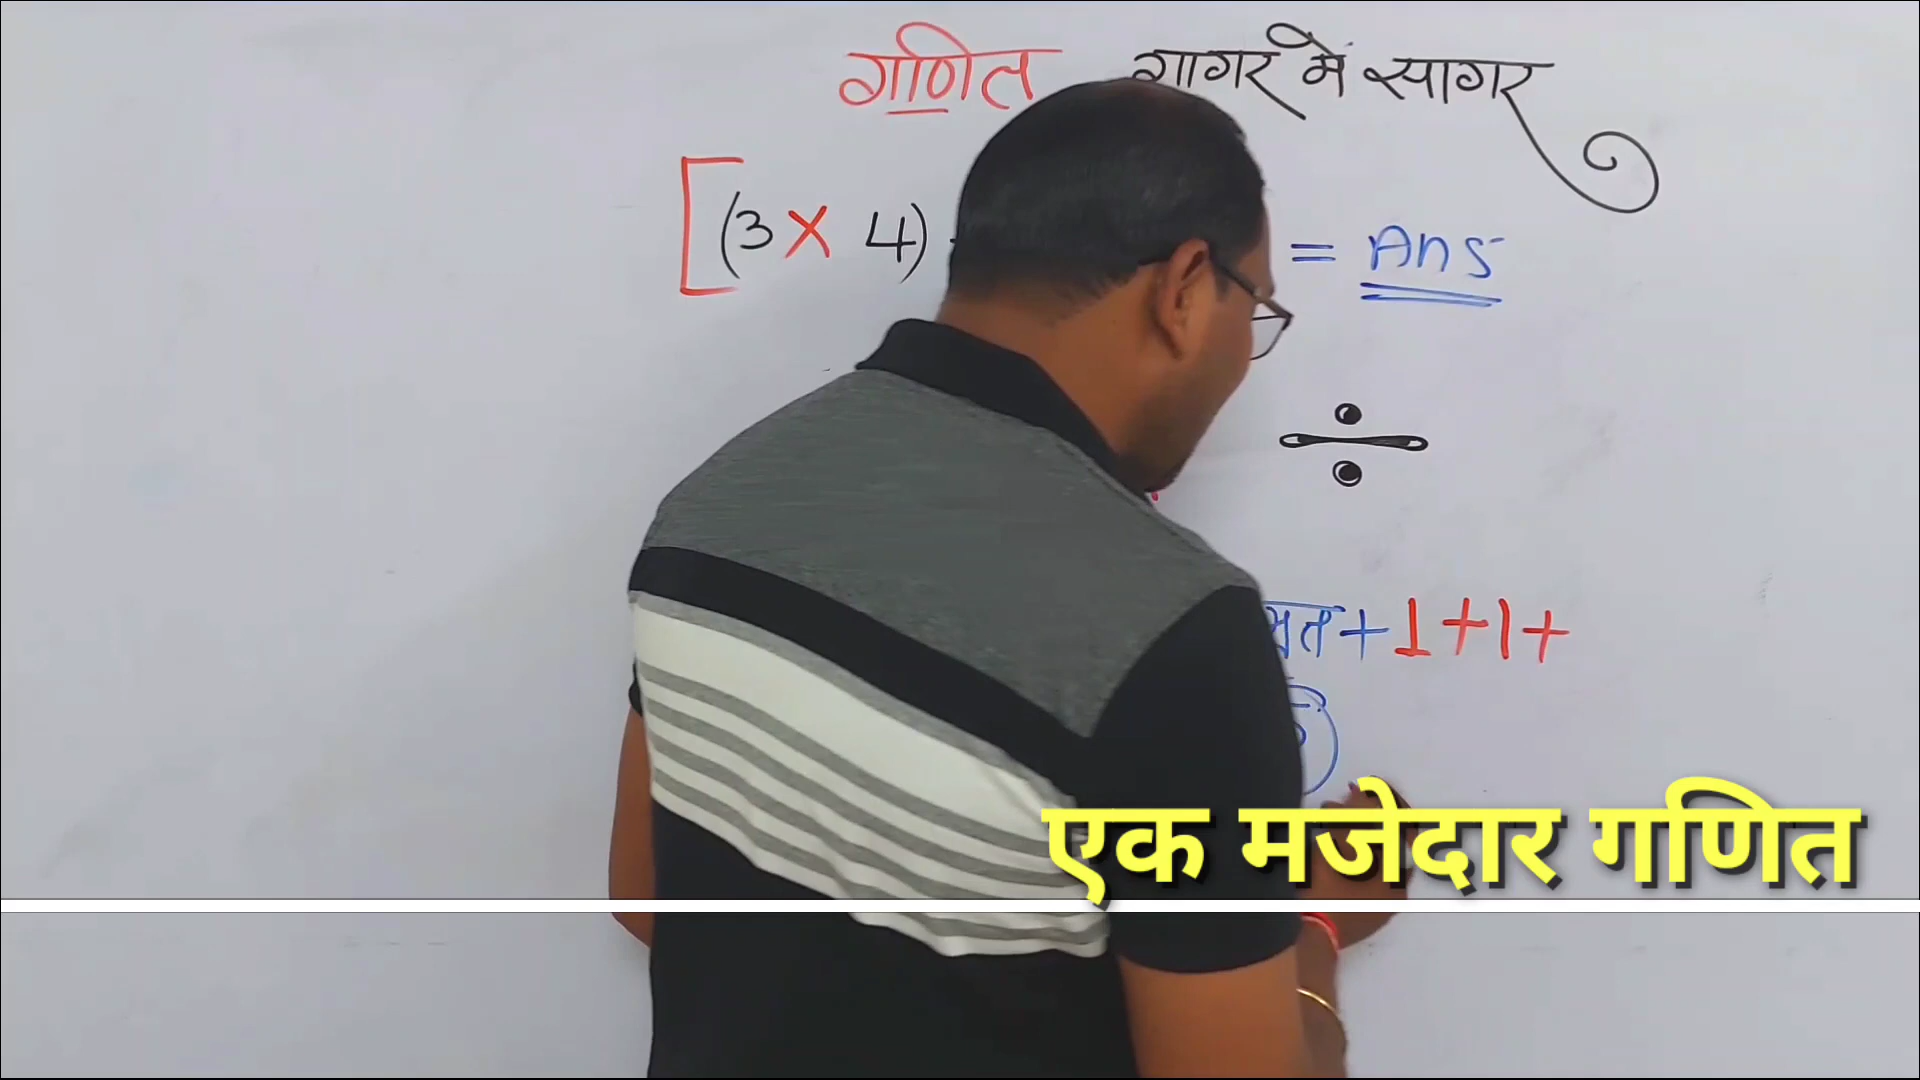 गणित गागर में सागर
[(3 × 4) = Ans
÷
+ 1 + 1 +
एक मजेदार गणित